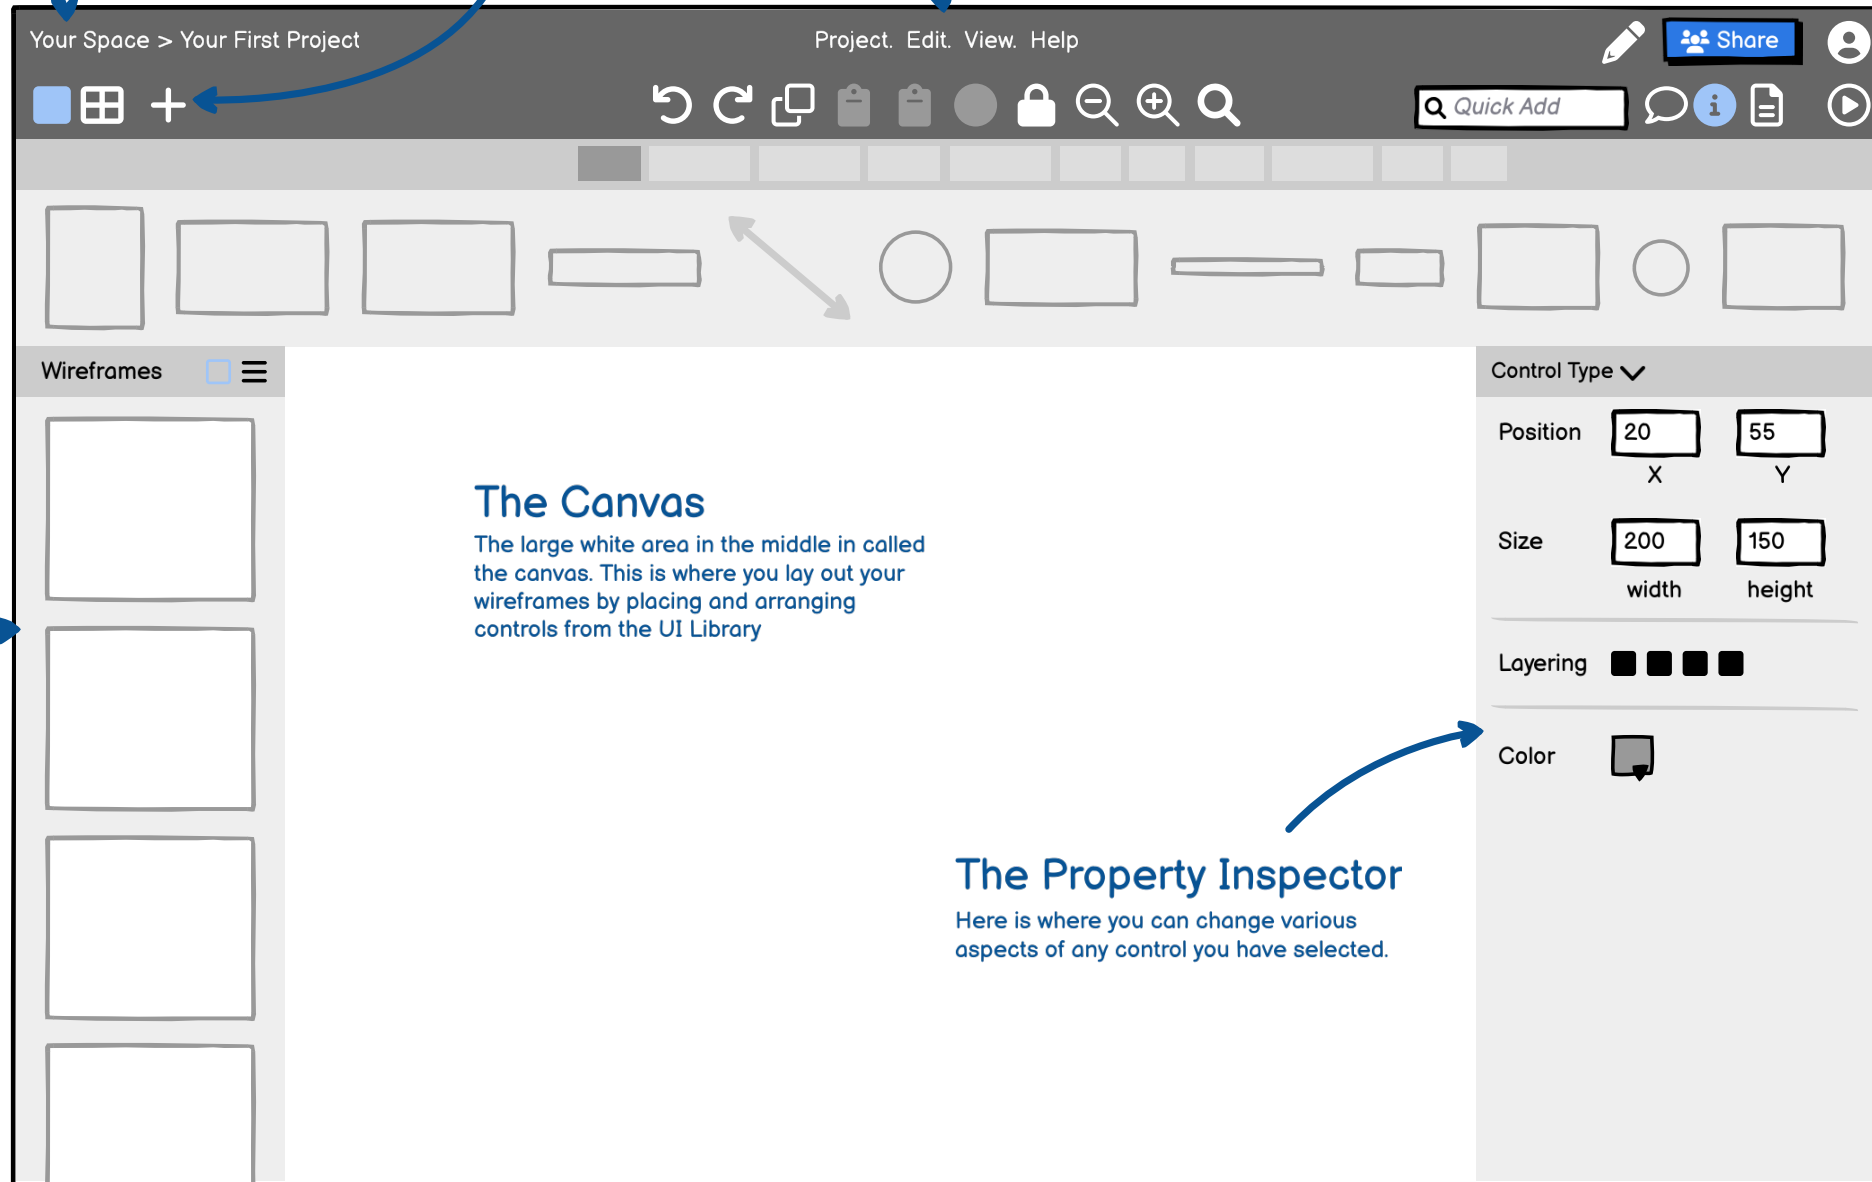 Your Space > Your First Project
Project. Edit. View. Help
Share
Quick Add
Wireframes
Control Type
Position
20
55
X
Y
Size
200
150
width
height
Layering
Color
The Canvas
The large white area in the middle in called
the canvas. This is where you lay out your
wireframes by placing and arranging
controls from the UI Library
The Property Inspector
Here is where you can change various
aspects of any control you have selected.